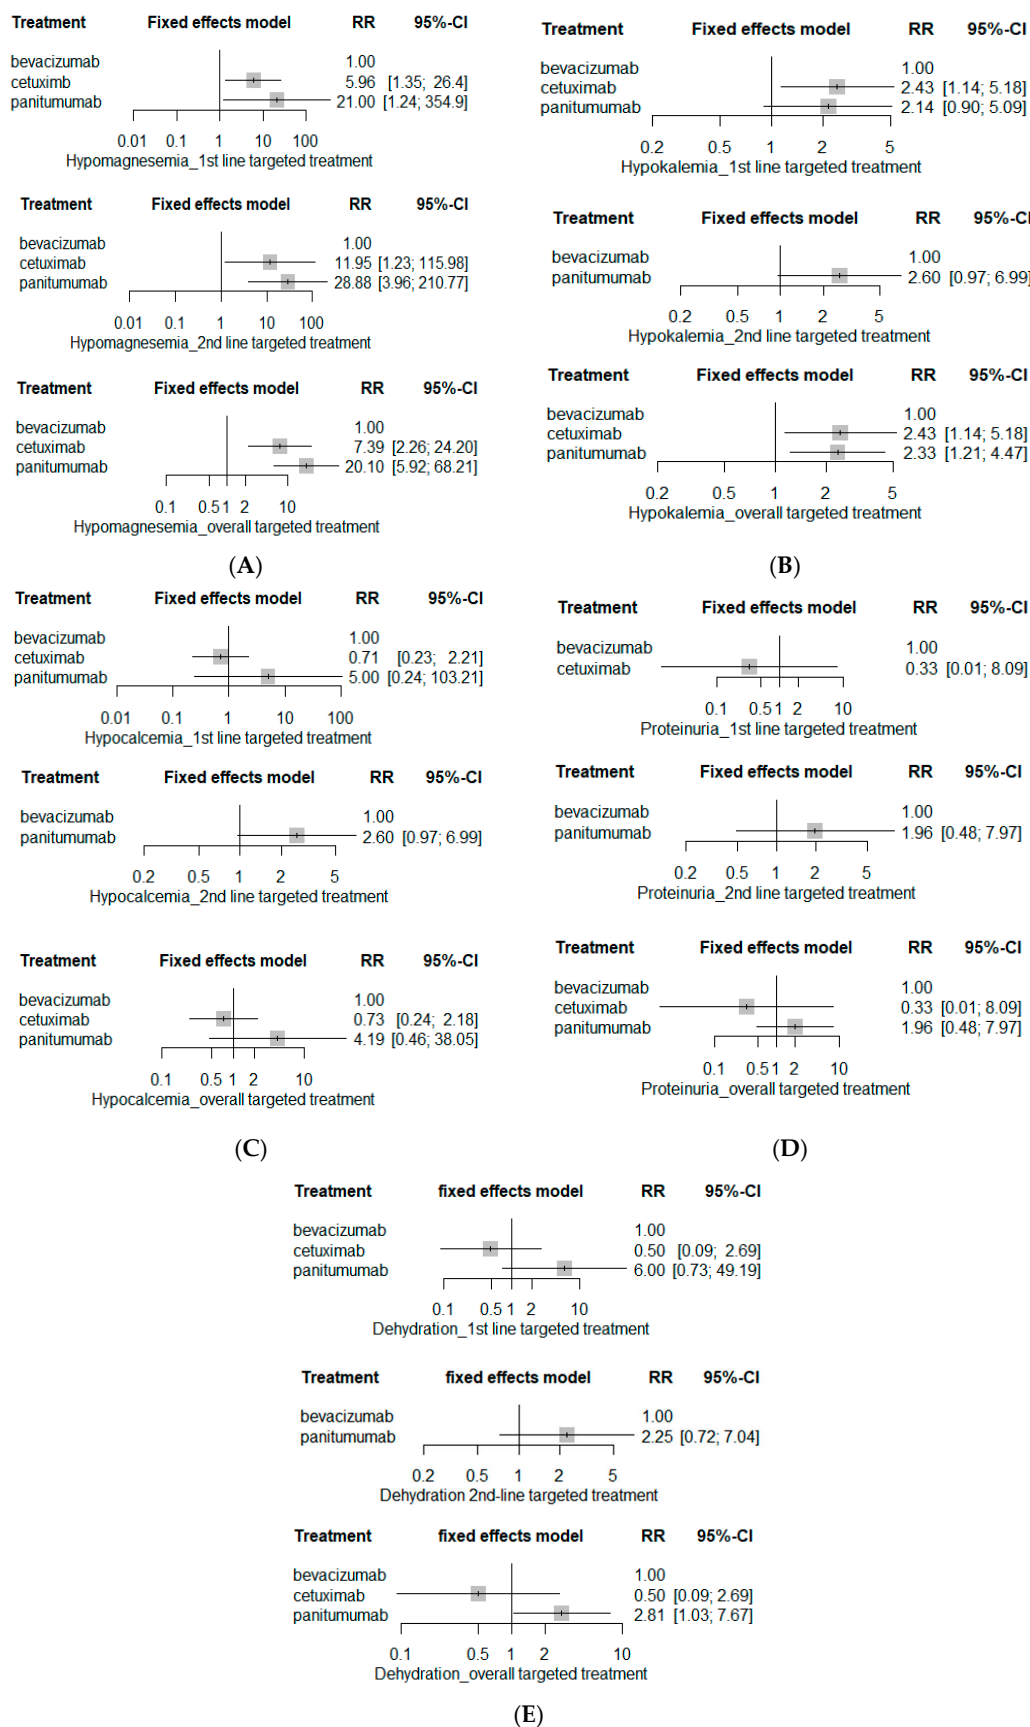 Treatment Fixed effects model RR 95%-CI
bevacizumab 1.00
cetuximb 5.96 [1.35; 26.4]
panitumumab 21.00 [1.24; 354.9]
0.01 0.1 1 10 100
Hypomagnesemia_1st line targeted treatment
Treatment Fixed effects model RR 95%-CI
bevacizumab 1.00
cetuximab 11.95 [1.23; 115.98]
panitumumab 28.88 [3.96; 210.77]
0.01 0.1 1 10 100
Hypomagnesemia_2nd line targeted treatment
Treatment Fixed effects model RR 95%-CI
bevacizumab 1.00
cetuximab 7.39 [2.26; 24.20]
panitumumab 20.10 [5.92; 68.21]
0.1 0.5 1 2 10
Hypomagnesemia_overall targeted treatment
(A)
Treatment Fixed effects model RR 95%-CI
bevacizumab 1.00
cetuximab 2.43 [1.14; 5.18]
panitumumab 2.14 [0.90; 5.09]
0.2 0.5 1 2 5
Hypokalemia_1st line targeted treatment
Treatment Fixed effects model RR 95%-CI
bevacizumab 1.00
panitumumab 2.60 [0.97; 6.99]
0.2 0.5 1 2 5
Hypokalemia_2nd line targeted treatment
Treatment Fixed effects model RR 95%-CI
bevacizumab 1.00
cetuximab 2.43 [1.14; 5.18]
panitumumab 2.33 [1.21; 4.47]
0.2 0.5 1 2 5
Hypokalemia_overall targeted treatment
(B)
Treatment Fixed effects model RR 95%-CI
bevacizumab 1.00
cetuximab 0.71 [0.23; 2.21]
panitumumab 5.00 [0.24; 103.21]
0.01 0.1 1 10 100
Hypocalcemia_1st line targeted treatment
Treatment Fixed effects model RR 95%-CI
bevacizumab 1.00
panitumumab 2.60 [0.97; 6.99]
0.2 0.5 1 2 5
Hypocalcemia_2nd line targeted treatment
Treatment Fixed effects model RR 95%-CI
bevacizumab 1.00
cetuximab 0.73 [0.24; 2.18]
panitumumab 4.19 [0.46; 38.05]
0.1 0.5 1 2 10
Hypocalcemia_overall targeted treatment
(C)
Treatment Fixed effects model RR 95%-CI
bevacizumab 1.00
cetuximab 0.33 [0.01; 8.09]
0.1 0.5 1 2 10
Proteinuria_1st line targeted treatment
Treatment Fixed effects model RR 95%-CI
bevacizumab 1.00
panitumumab 1.96 [0.48; 7.97]
0.2 0.5 1 2 5
Proteinuria_2nd line targeted treatment
Treatment Fixed effects model RR 95%-CI
bevacizumab 1.00
cetuximab 0.33 [0.01; 8.09]
panitumumab 1.96 [0.48; 7.97]
0.1 0.5 1 2 10
Proteinuria_overall targeted treatment
(D)
Treatment fixed effects model RR 95%-CI
bevacizumab 1.00
cetuximab 0.50 [0.09; 2.69]
panitumumab 6.00 [0.73; 49.19]
0.1 0.5 1 2 10
Dehydration_1st line targeted treatment
Treatment fixed effects model RR 95%-CI
bevacizumab 1.00
panitumumab 2.25 [0.72; 7.04]
0.2 0.5 1 2 5
Dehydration 2nd-line targeted treatment
Treatment fixed effects model RR 95%-CI
bevacizumab 1.00
cetuximab 0.50 [0.09; 2.69]
panitumumab 2.81 [1.03; 7.67]
0.1 0.5 1 2 10
Dehydration_overall targeted treatment
(E)